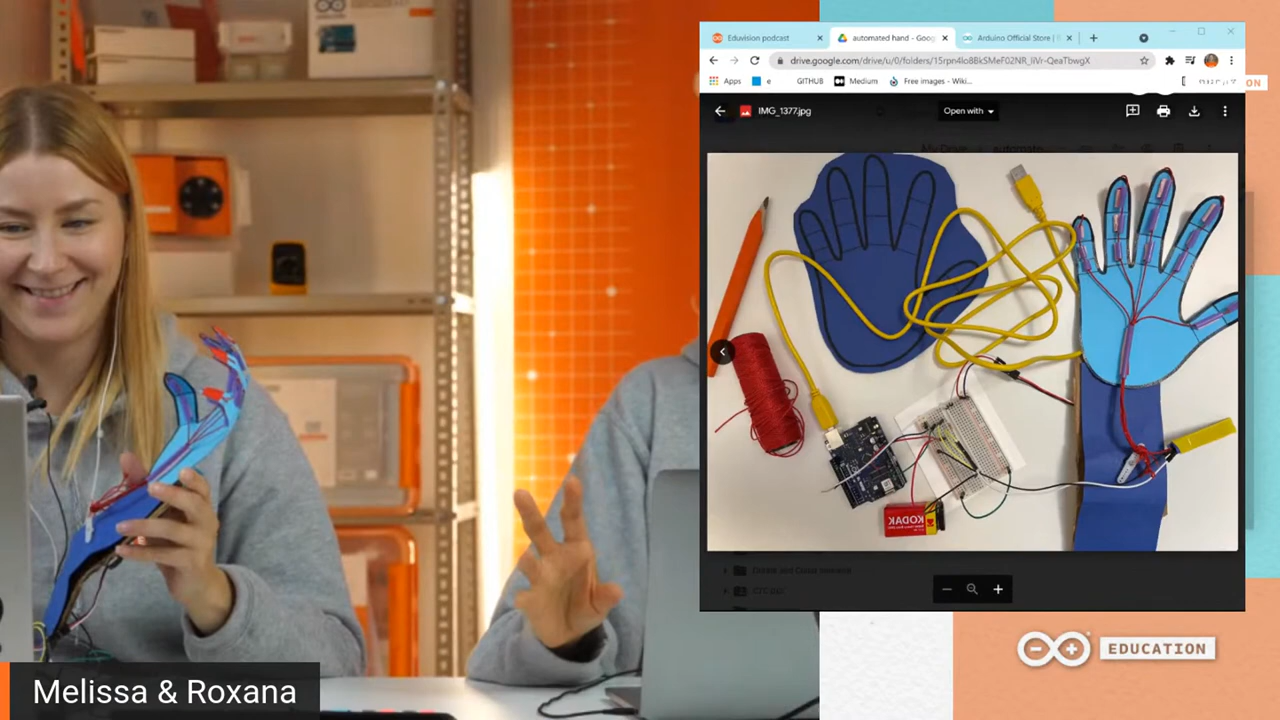 Eduvision podcast
automated hand - Goog
Arduino Official Store |
drive.google.com/drive/u/0/folders/15rpn4lo8BkSMeF02NR_liVr-QeaTbwgX
Apps
e
GITHUB
Medium
Free images - Wiki...
IMG_1377.jpg
Open with
KODAK
EDUCATION
Melissa & Roxana